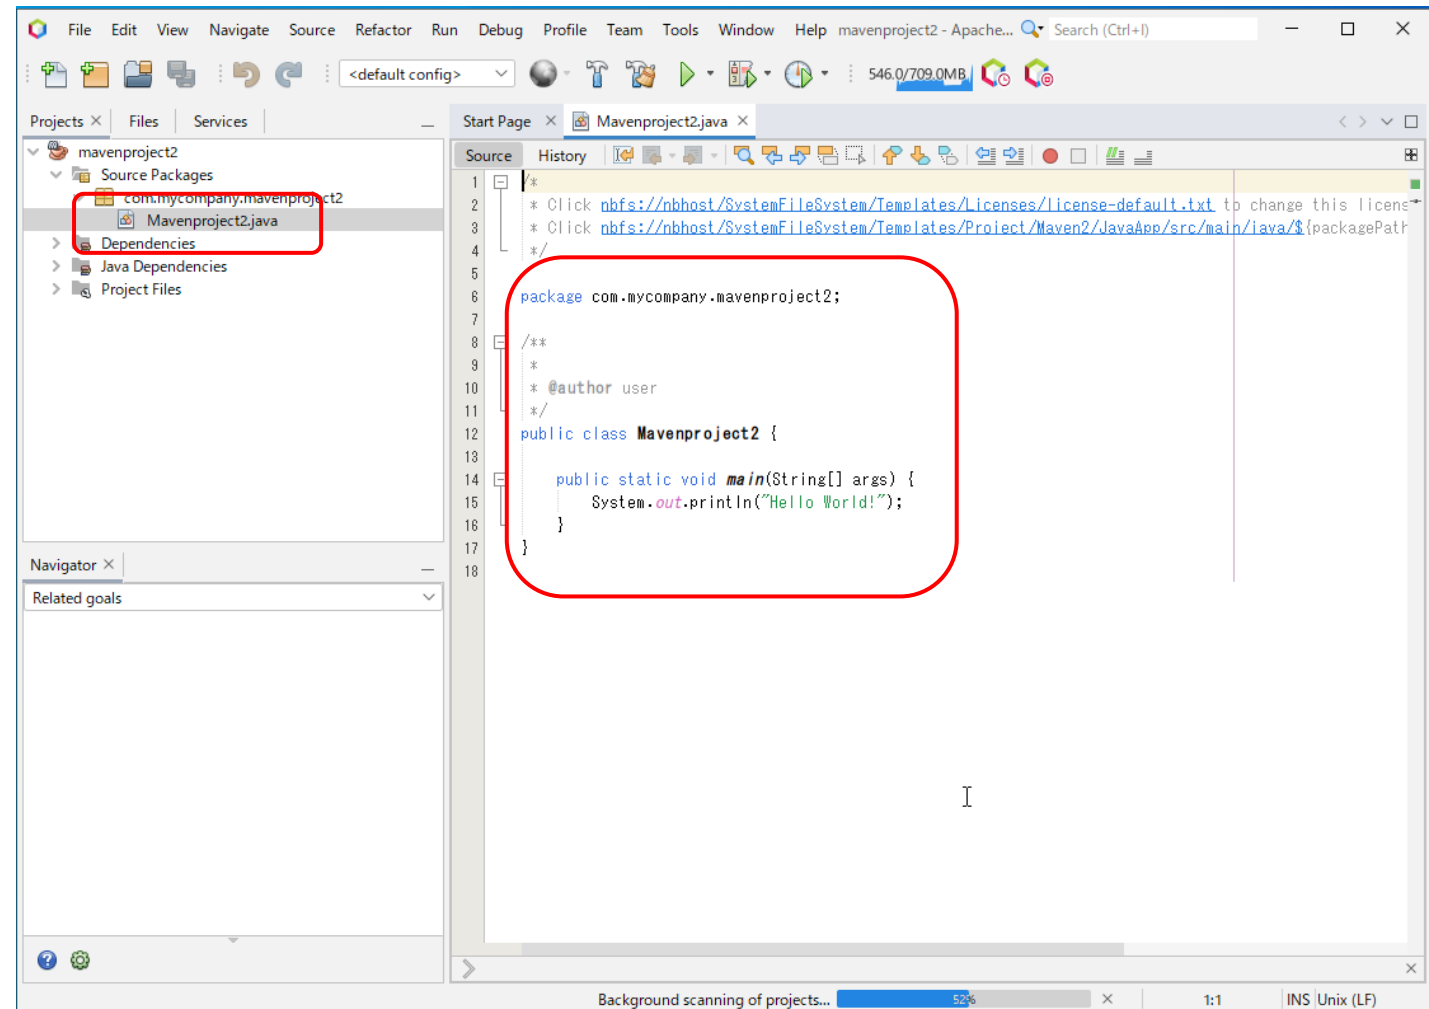 File Edit View Navigate Source Refactor Run Debug Profile Team Tools Window Help mavenproject2 - Apache... Search (Ctrl+I)
<default config> 546.0/709.0MB
Projects Files Services
mavenproject2
Source Packages
com.mycompany.mavenproject2
Mavenproject2.java
Dependencies
Java Dependencies
Project Files
Navigator
Related goals
Start Page Mavenproject2.java
Source History
1 /*
2 * Click nbfs://nbhost/SystemFileSystem/Templates/Licenses/license-default.txt to change this licens
3 * Click nbfs://nbhost/SystemFileSystem/Templates/Project/Maven2/JavaApp/src/main/java/${packagePath
4 */
5
6 package com.mycompany.mavenproject2;
7
8 /**
9 *
10 * @author user
11 */
12 public class Mavenproject2 {
13
14 public static void main(String[] args) {
15 System.out.println("Hello World!");
16 }
17 }
18
Background scanning of projects... 52% 1:1 INS Unix (LF)